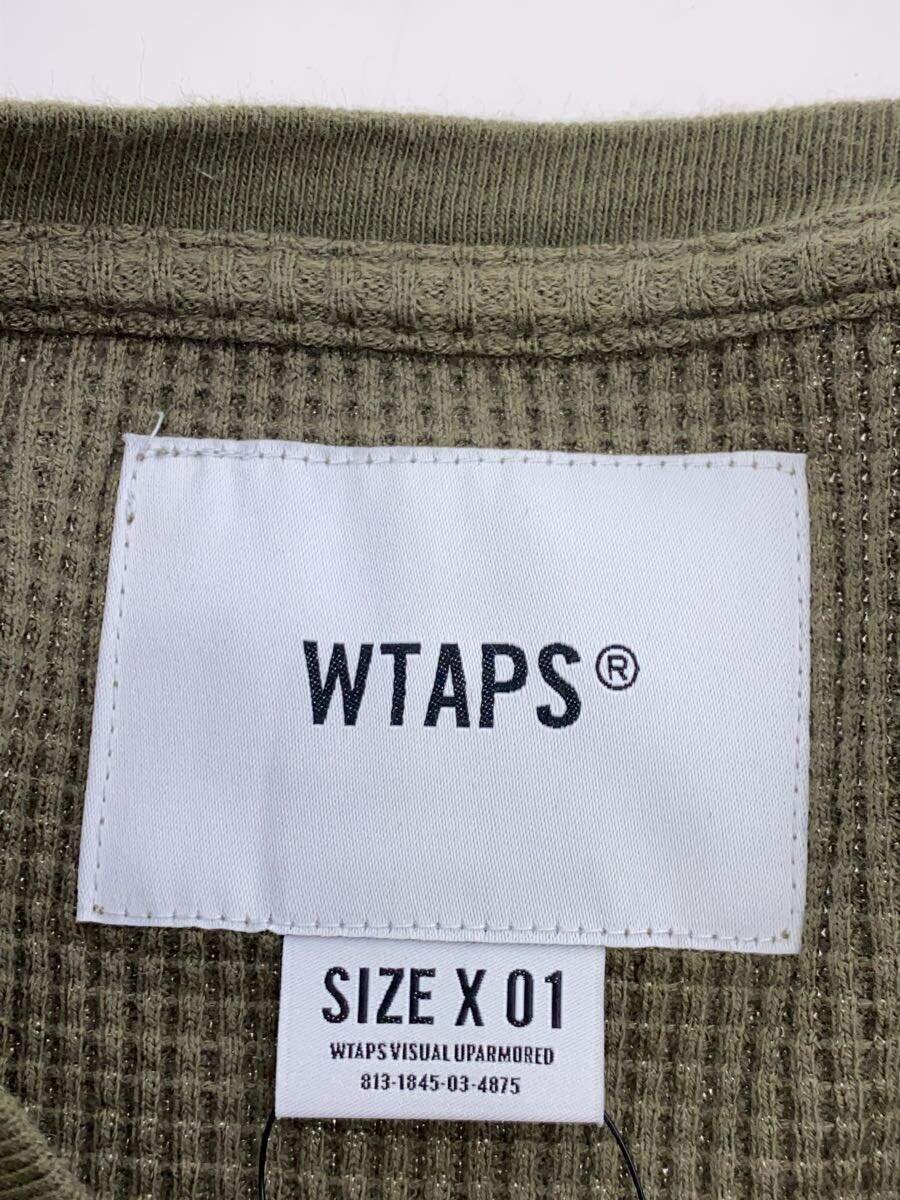 WTAPS®
SIZE X 01
WTAPS VISUAL UPARMORED
813-1845-03-4875